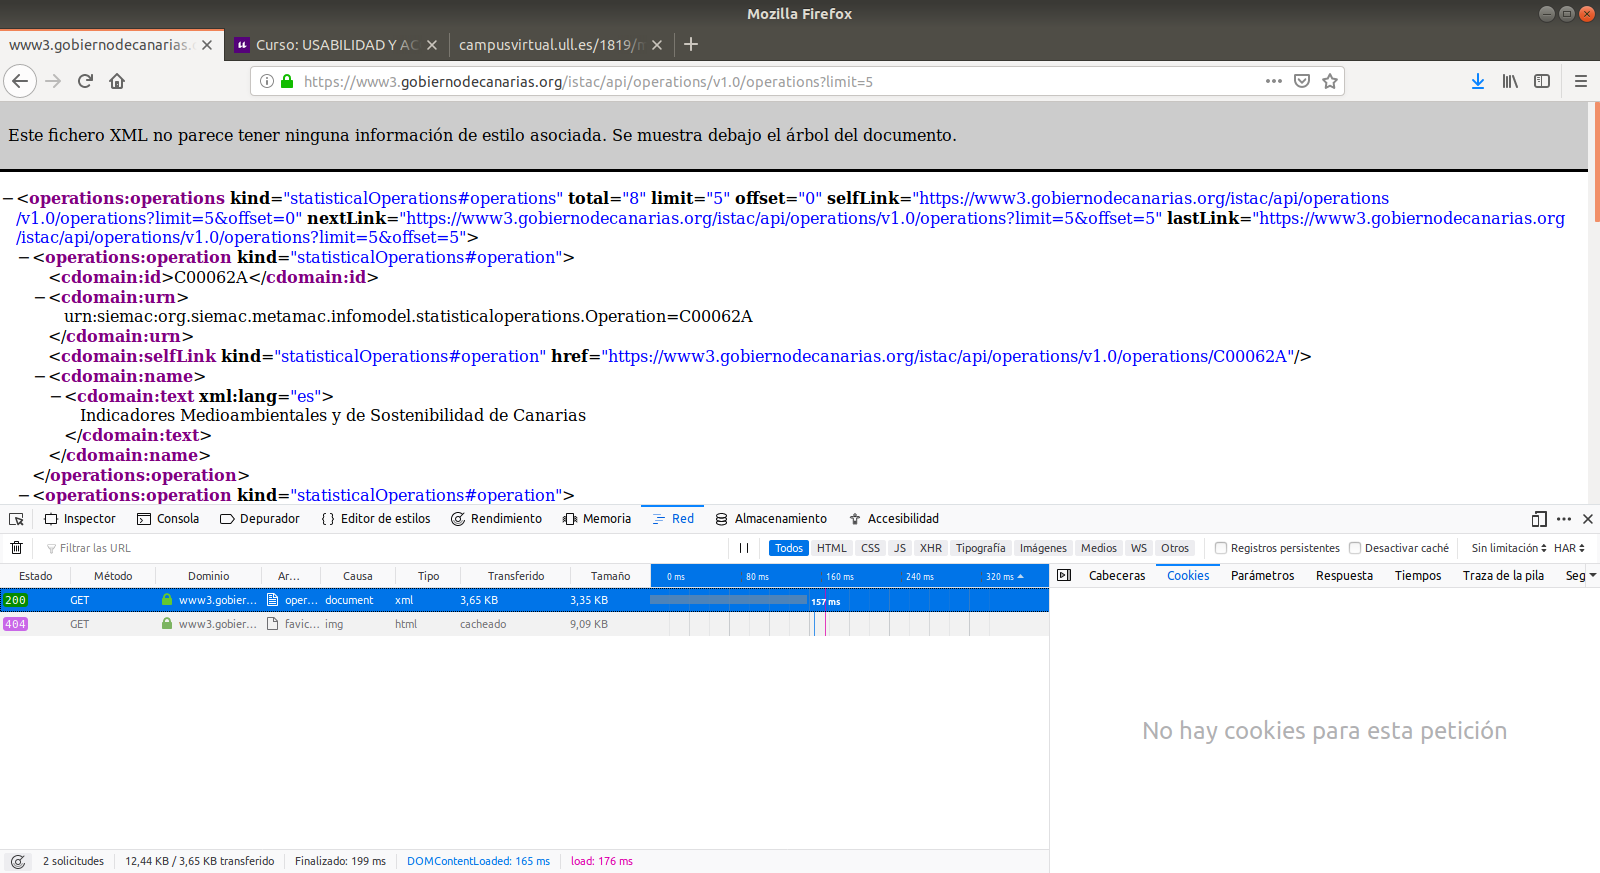 Mozilla Firefox
www3.gobiernodecanarias.
Curso: USABILIDAD Y AC
campusvirtual.ull.es/1819/
https://www3.gobiernodecanarias.org/istac/api/operations/v1.0/operations?limit=5
Este fichero XML no parece tener ninguna información de estilo asociada. Se muestra debajo el árbol del documento.
−<operations:operations kind="statisticalOperations#operations" total="8" limit="5" offset="0" selfLink="https://www3.gobiernodecanarias.org/istac/api/operations
/v1.0/operations?limit=5&offset=0" nextLink="https://www3.gobiernodecanarias.org/istac/api/operations/v1.0/operations?limit=5&offset=5" lastLink="https://www3.gobiernodecanarias.org
/istac/api/operations/v1.0/operations?limit=5&offset=5">
−<operations:operation kind="statisticalOperations#operation">
<cdomain:id>C00062A</cdomain:id>
−<cdomain:urn>
urn:siemac:org.siemac.metamac.infomodel.statisticaloperations.Operation=C00062A
</cdomain:urn>
<cdomain:selfLink kind="statisticalOperations#operation" href="https://www3.gobiernodecanarias.org/istac/api/operations/v1.0/operations/C00062A"/>
−<cdomain:name>
−<cdomain:text xml:lang="es">
Indicadores Medioambientales y de Sostenibilidad de Canarias
</cdomain:text>
</cdomain:name>
</operations:operation>
−<operations:operation kind="statisticalOperations#operation">
Inspector Consola Depurador { } Editor de estilos Rendimiento Memoria Red Almacenamiento Accesibilidad
Filtrar las URL Todos HTML CSS JS XHR Tipografía Imágenes Medios WS Otros Registros persistentes Desactivar caché Sin limitación HAR
Estado Método Dominio Ar... Causa Tipo Transferido Tamaño 0 ms 80 ms 160 ms 240 ms 320 ms Cabeceras Cookies Parámetros Respuesta Tiempos Traza de la pila Seg
200 GET www3.gobier... oper... document xml 3,65 KB 3,35 KB 157 ms
404 GET www3.gobier... favic... img html cacheado 9,09 KB
No hay cookies para esta petición
2 solicitudes 12,44 KB / 3,65 KB transferido Finalizado: 199 ms DOMContentLoaded: 165 ms load: 176 ms